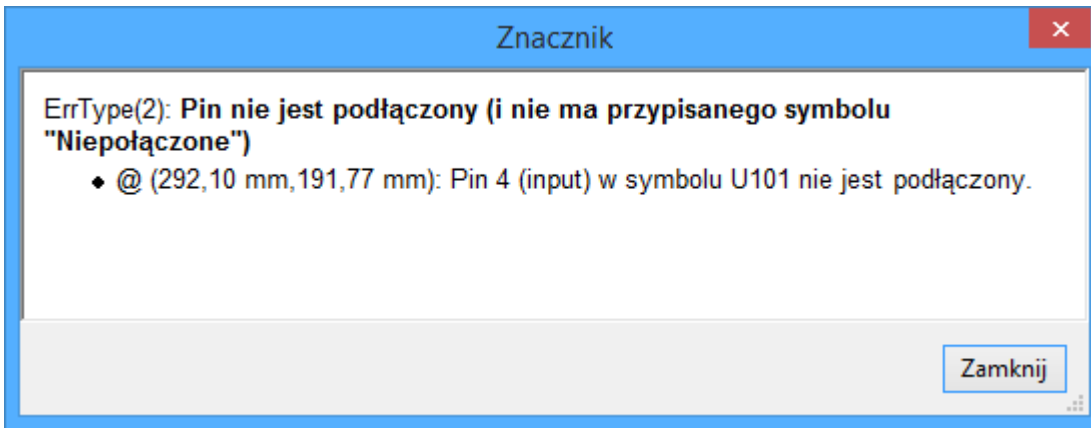 Znacznik
ErrType(2): Pin nie jest podłączony (i nie ma przypisanego symbolu
"Niepołączone")
◆ @ (292,10 mm,191,77 mm): Pin 4 (input) w symbolu U101 nie jest podłączony.
Zamknij